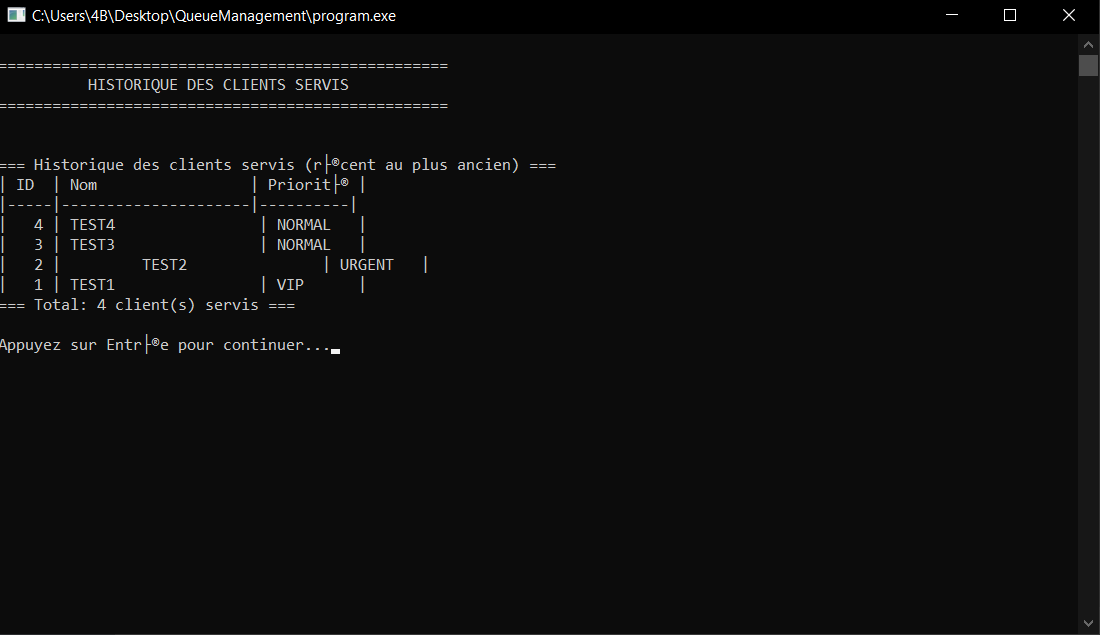 C:\Users\4B\Desktop\QueueManagement\program.exe
==================================================
          HISTORIQUE DES CLIENTS SERVIS
==================================================
=== Historique des clients servis (r├®cent au plus ancien) ===
| ID  | Nom                 | Priorit├® |
|-----|---------------------|----------|
|   4 | TEST4                | NORMAL   |
|   3 | TEST3                | NORMAL   |
|   2 |         TEST2               | URGENT   |
|   1 | TEST1                | VIP      |
=== Total: 4 client(s) servis ===
Appuyez sur Entr├®e pour continuer...